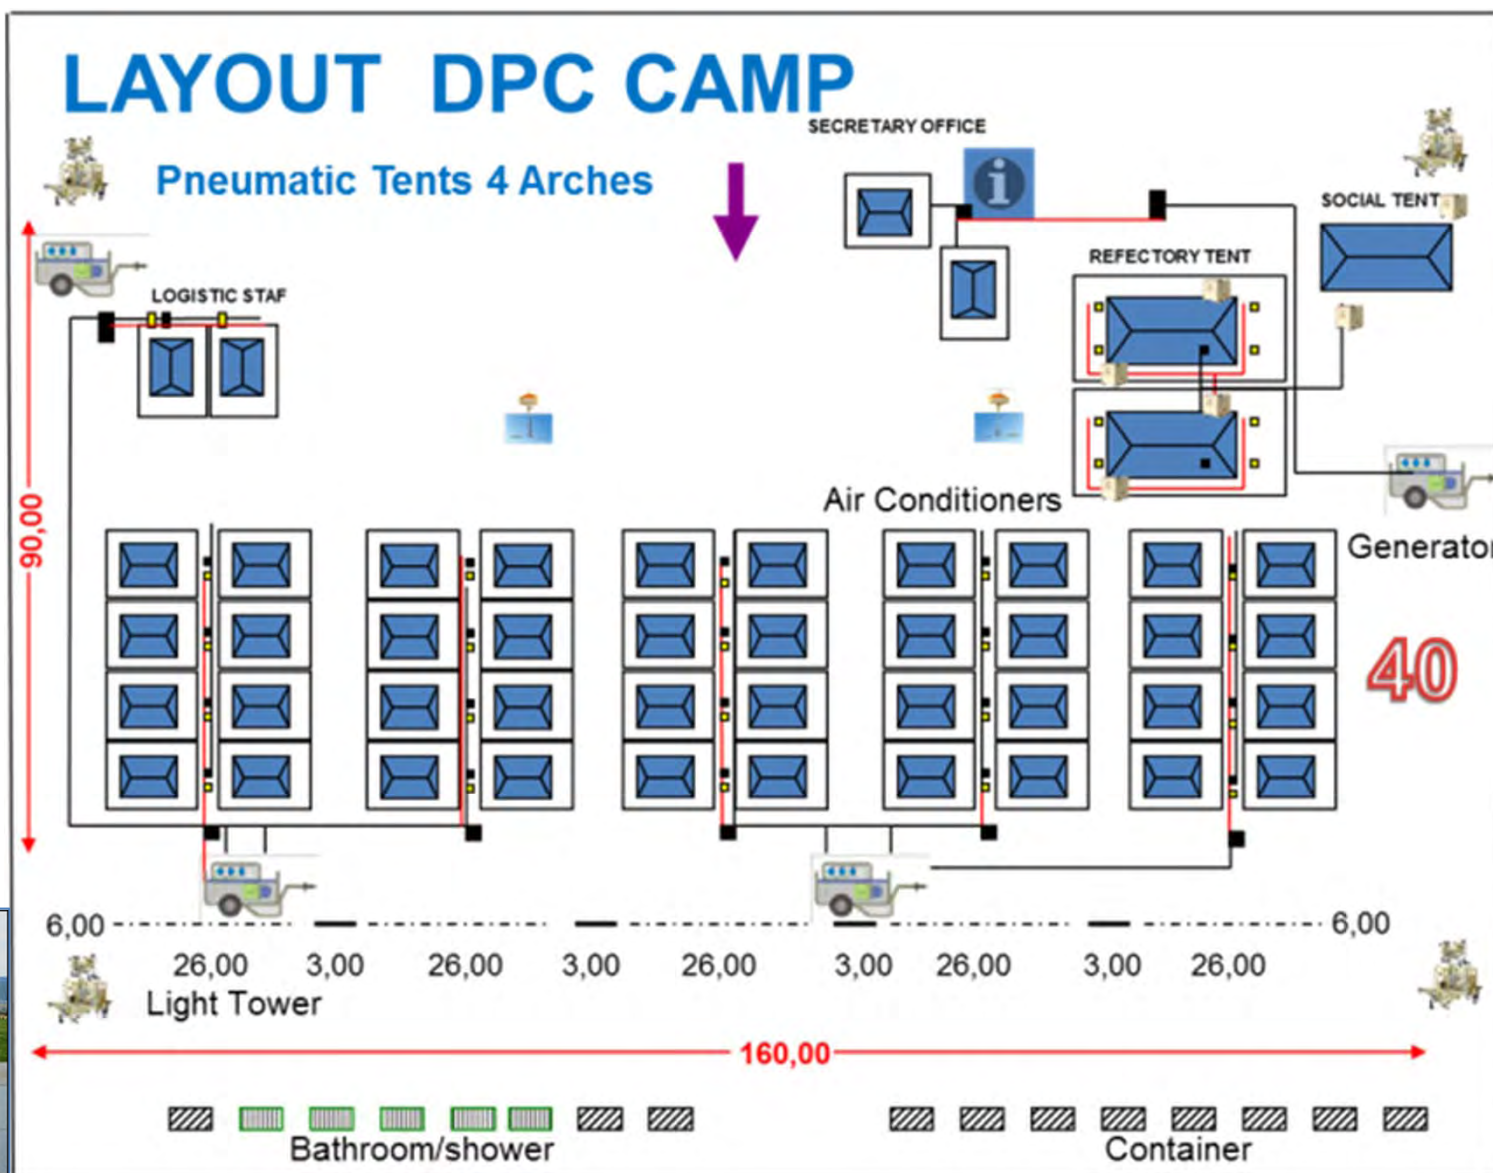 LAYOUT DPC CAMP
SECRETARY OFFICE
Pneumatic Tents 4 Arches
i
SOCIAL TENT
REFECTORY TENT
LOGISTIC STAF
90,00
Air Conditioners
Generator
40
6,00
6,00
26,00 3,00 26,00 3,00 26,00 3,00 26,00 3,00 26,00
Light Tower
160,00
Bathroom/shower
Container